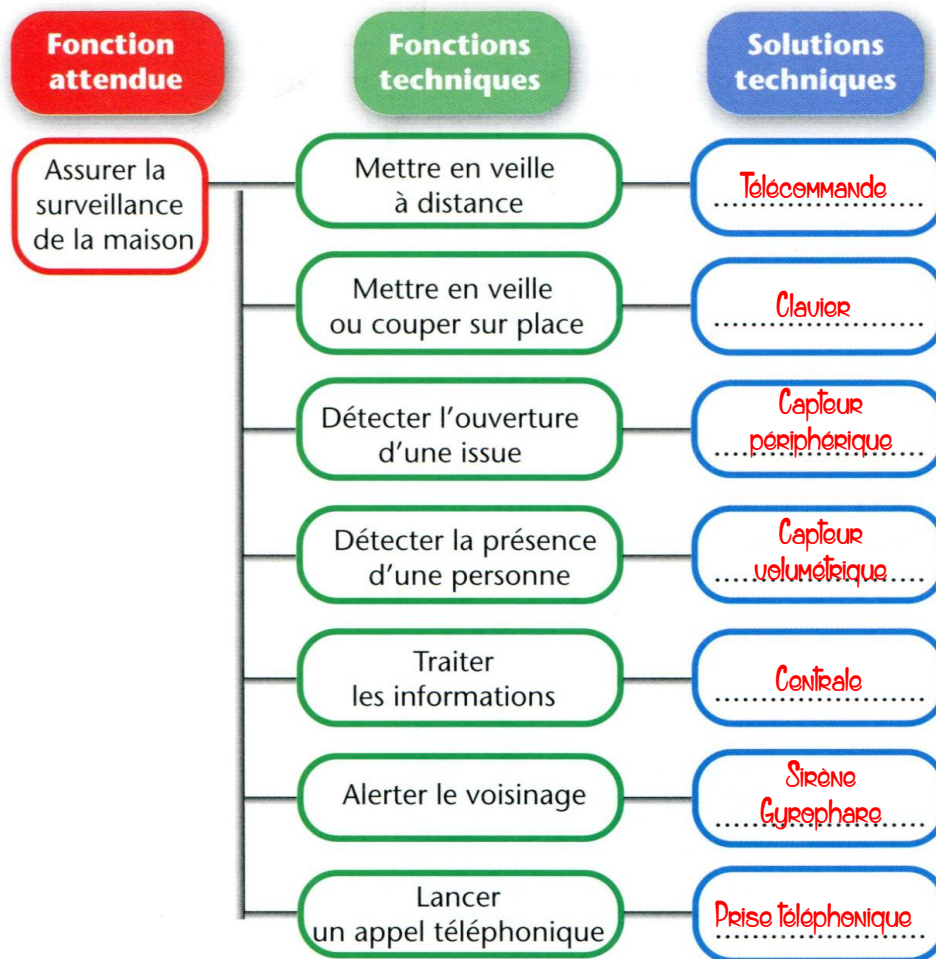 Fonction
attendue
Fonctions
techniques
Solutions
techniques
Assurer la
surveillance
de la maison
Mettre en veille
à distance
Télécommande
Mettre en veille
ou couper sur place
Clavier
Détecter l'ouverture
d'une issue
Capteur
périphérique
Détecter la présence
d'une personne
Capteur
volumétrique
Traiter
les informations
Centrale
Alerter le voisinage
Sirène
Gyrophare
Lancer
un appel téléphonique
Prise téléphonique